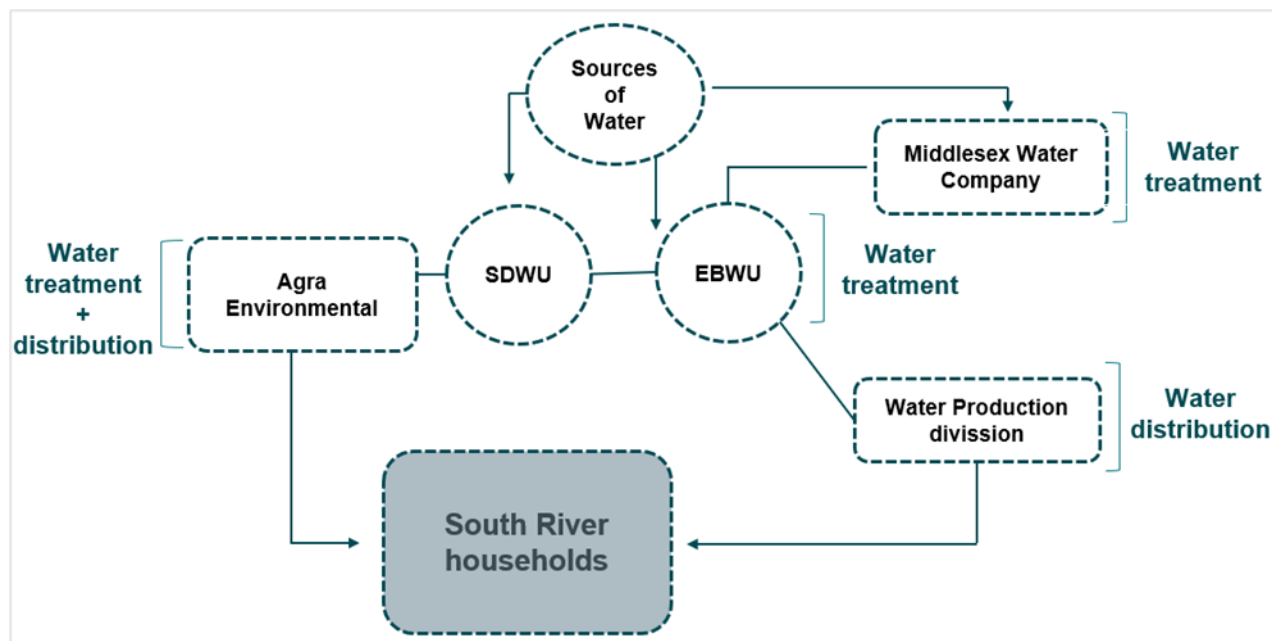 Sources
of
Water
Middlesex Water
Company
Water
treatment
Water
treatment
+
distribution
Agra
Environmental
SDWU
EBWU
Water
treatment
Water Production
divission
Water
distribution
South River
households